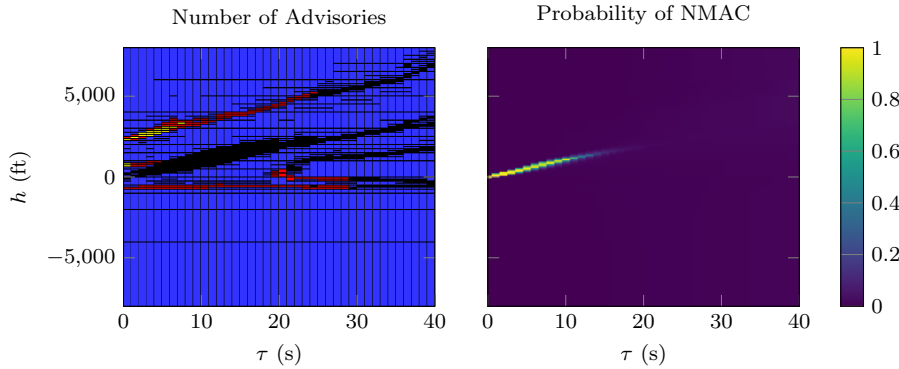 Number of Advisories
Probability of NMAC
5,000
0
−5,000
h (ft)
0 10 20 30 40
τ (s)
0 10 20 30 40
τ (s)
1
0.8
0.6
0.4
0.2
0